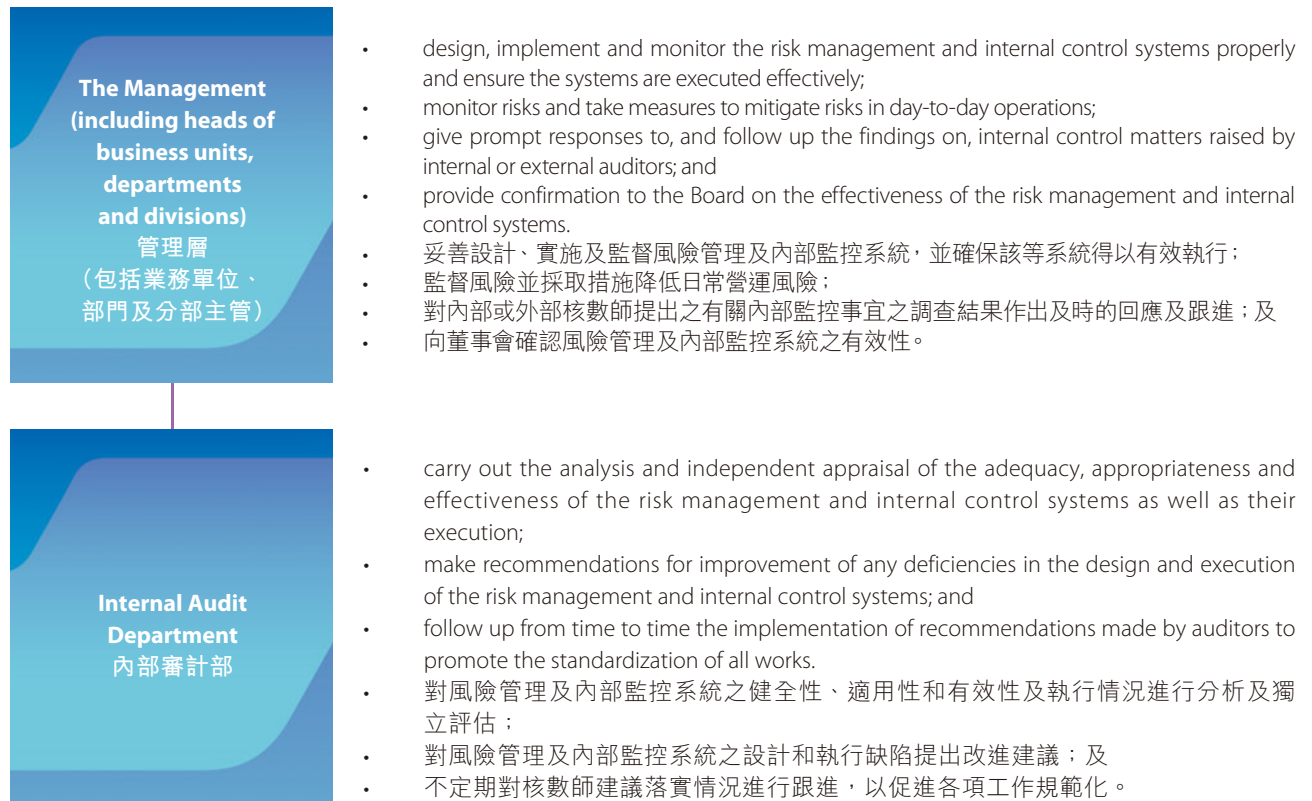 The Management
(including heads of
business units,
departments
and divisions)
管理層
（包括業務單位、
部門及分部主管）
• design, implement and monitor the risk management and internal control systems properly
and ensure the systems are executed effectively;
• monitor risks and take measures to mitigate risks in day-to-day operations;
• give prompt responses to, and follow up the findings on, internal control matters raised by
internal or external auditors; and
• provide confirmation to the Board on the effectiveness of the risk management and internal
control systems.
• 妥善設計、實施及監督風險管理及內部監控系統，並確保該等系統得以有效執行；
• 監督風險並採取措施降低日常營運風險；
• 對內部或外部核數師提出之有關內部監控事宜之調查結果作出及時的回應及跟進；及
• 向董事會確認風險管理及內部監控系統之有效性。
Internal Audit
Department
內部審計部
• carry out the analysis and independent appraisal of the adequacy, appropriateness and
effectiveness of the risk management and internal control systems as well as their
execution;
• make recommendations for improvement of any deficiencies in the design and execution
of the risk management and internal control systems; and
• follow up from time to time the implementation of recommendations made by auditors to
promote the standardization of all works.
• 對風險管理及內部監控系統之健全性、適用性和有效性及執行情況進行分析及獨
立評估；
• 對風險管理及內部監控系統之設計和執行缺陷提出改進建議；及
• 不定期對核數師建議落實情況進行跟進，以促進各項工作規範化。